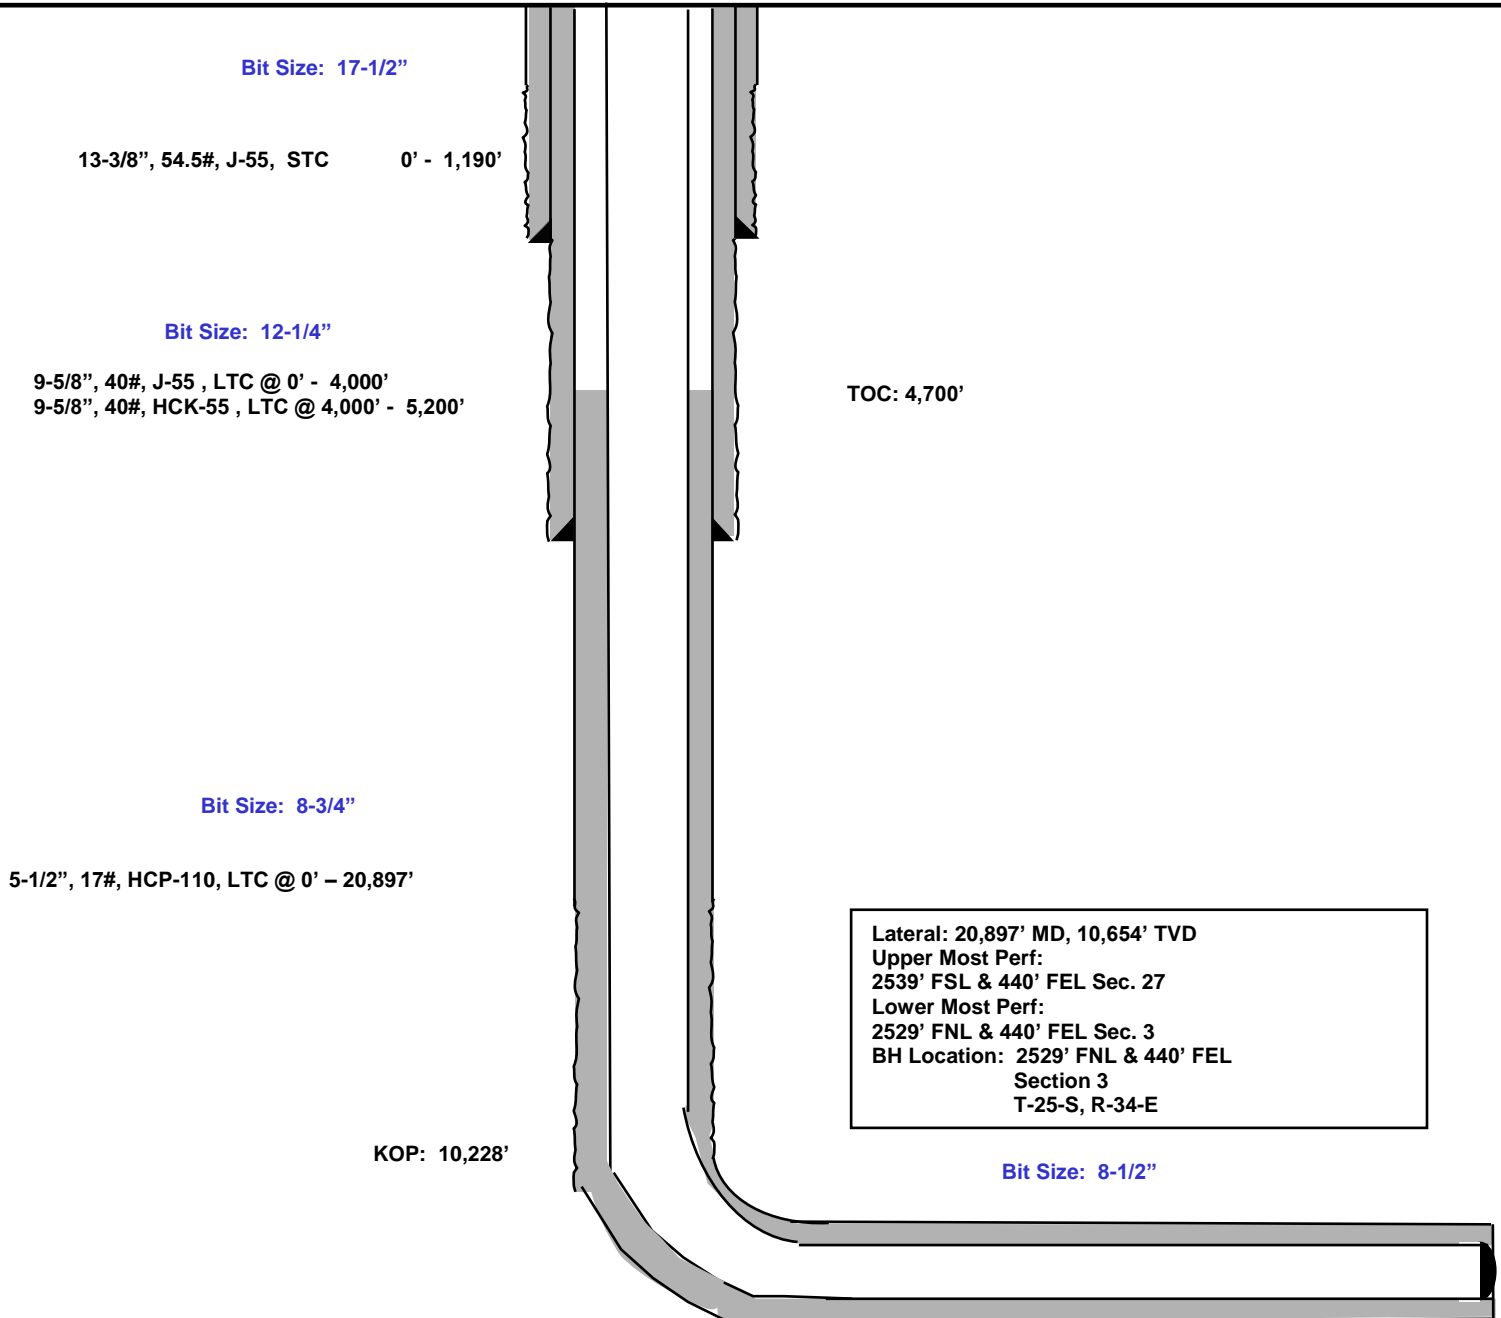 Bit Size: 17-1/2”
13-3/8”, 54.5#, J-55, STC 0’ - 1,190’
Bit Size: 12-1/4”
9-5/8”, 40#, J-55 , LTC @ 0’ - 4,000’
9-5/8”, 40#, HCK-55 , LTC @ 4,000’ - 5,200’
TOC: 4,700’
Bit Size: 8-3/4”
5-1/2”, 17#, HCP-110, LTC @ 0’ – 20,897’
Lateral: 20,897’ MD, 10,654’ TVD
Upper Most Perf:
2539’ FSL & 440’ FEL Sec. 27
Lower Most Perf:
2529’ FNL & 440’ FEL Sec. 3
BH Location: 2529’ FNL & 440’ FEL
Section 3
T-25-S, R-34-E
KOP: 10,228’
Bit Size: 8-1/2”